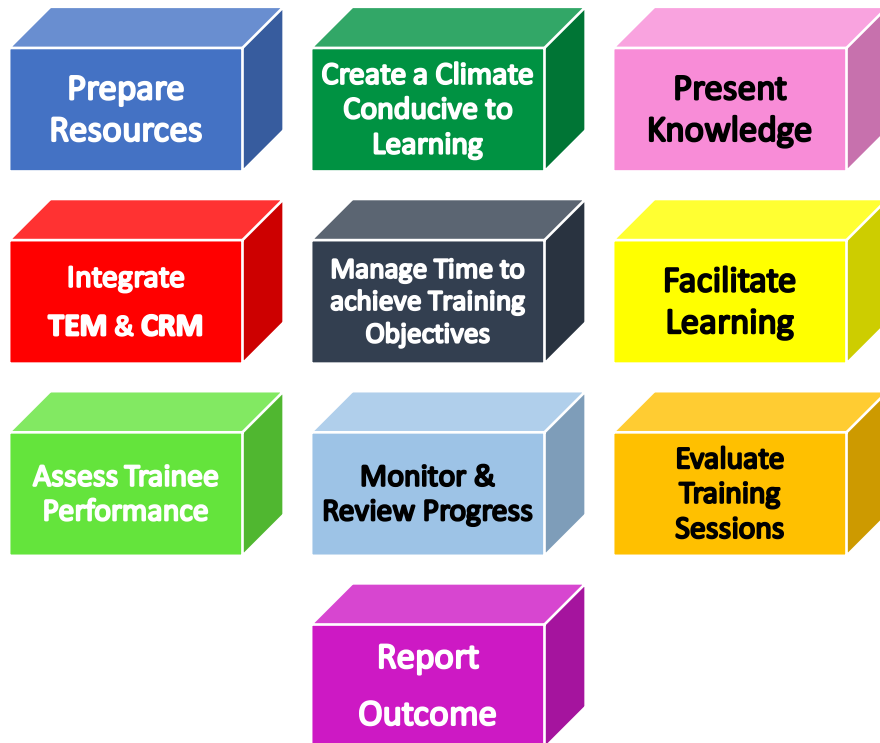 Prepare
Resources
Create a Climate
Conducive to
Learning
Present
Knowledge
Integrate
TEM & CRM
Manage Time to
achieve Training
Objectives
Facilitate
Learning
Assess Trainee
Performance
Monitor &
Review Progress
Evaluate
Training
Sessions
Report
Outcome